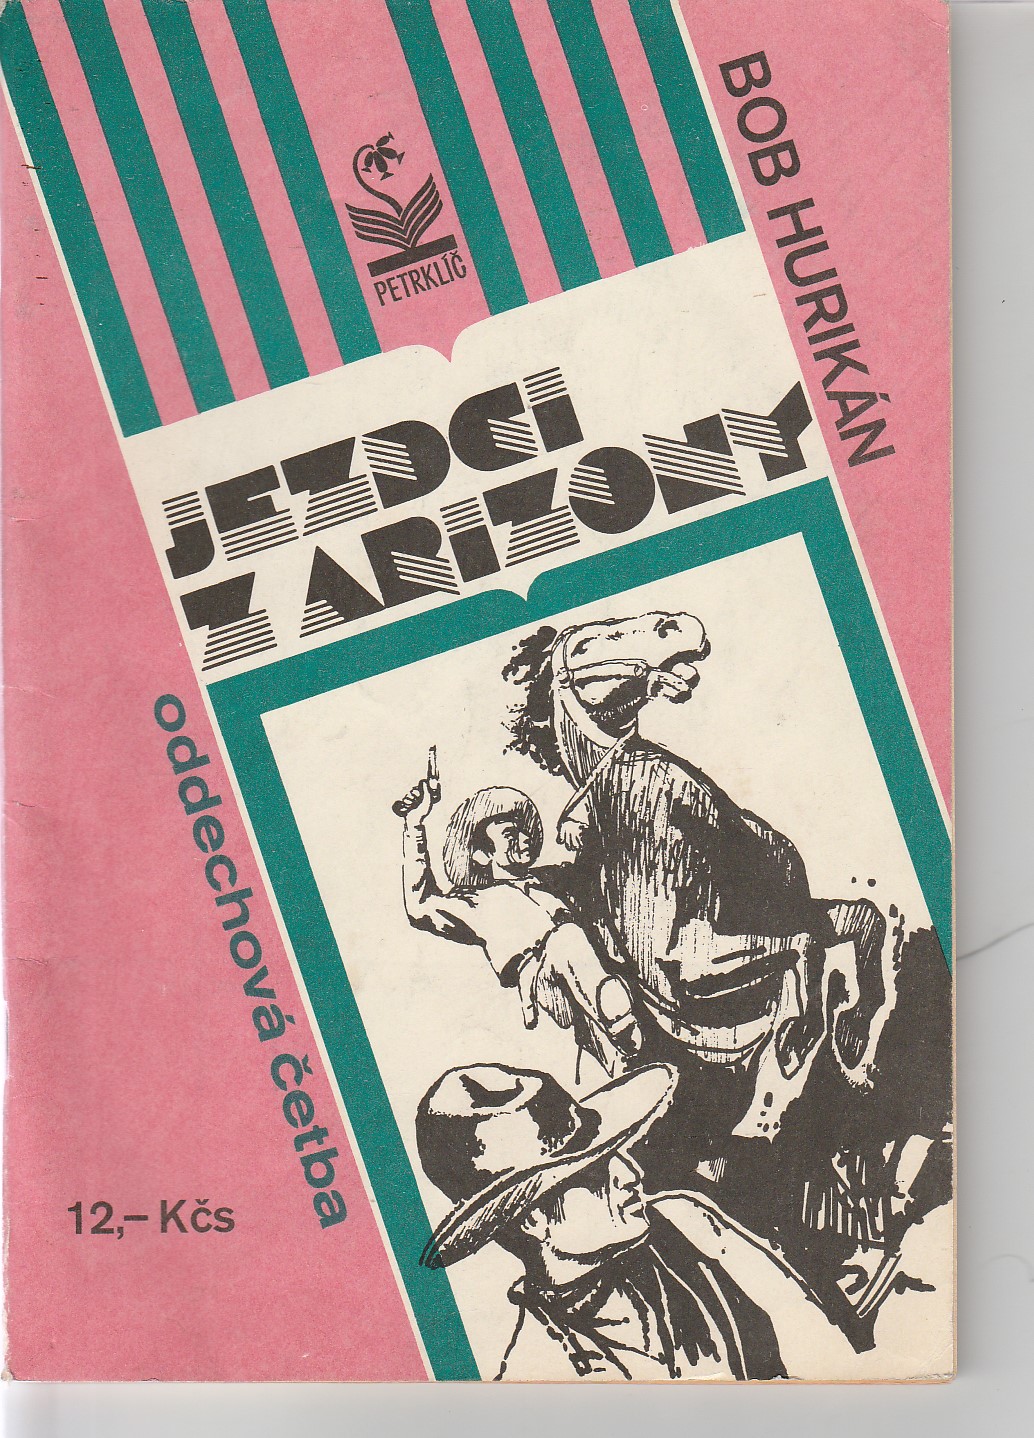 BOB HURIKÁN
PETRKLÍČ
JEZDCI
Z ARIZONY
oddechová četba
12,– Kčs